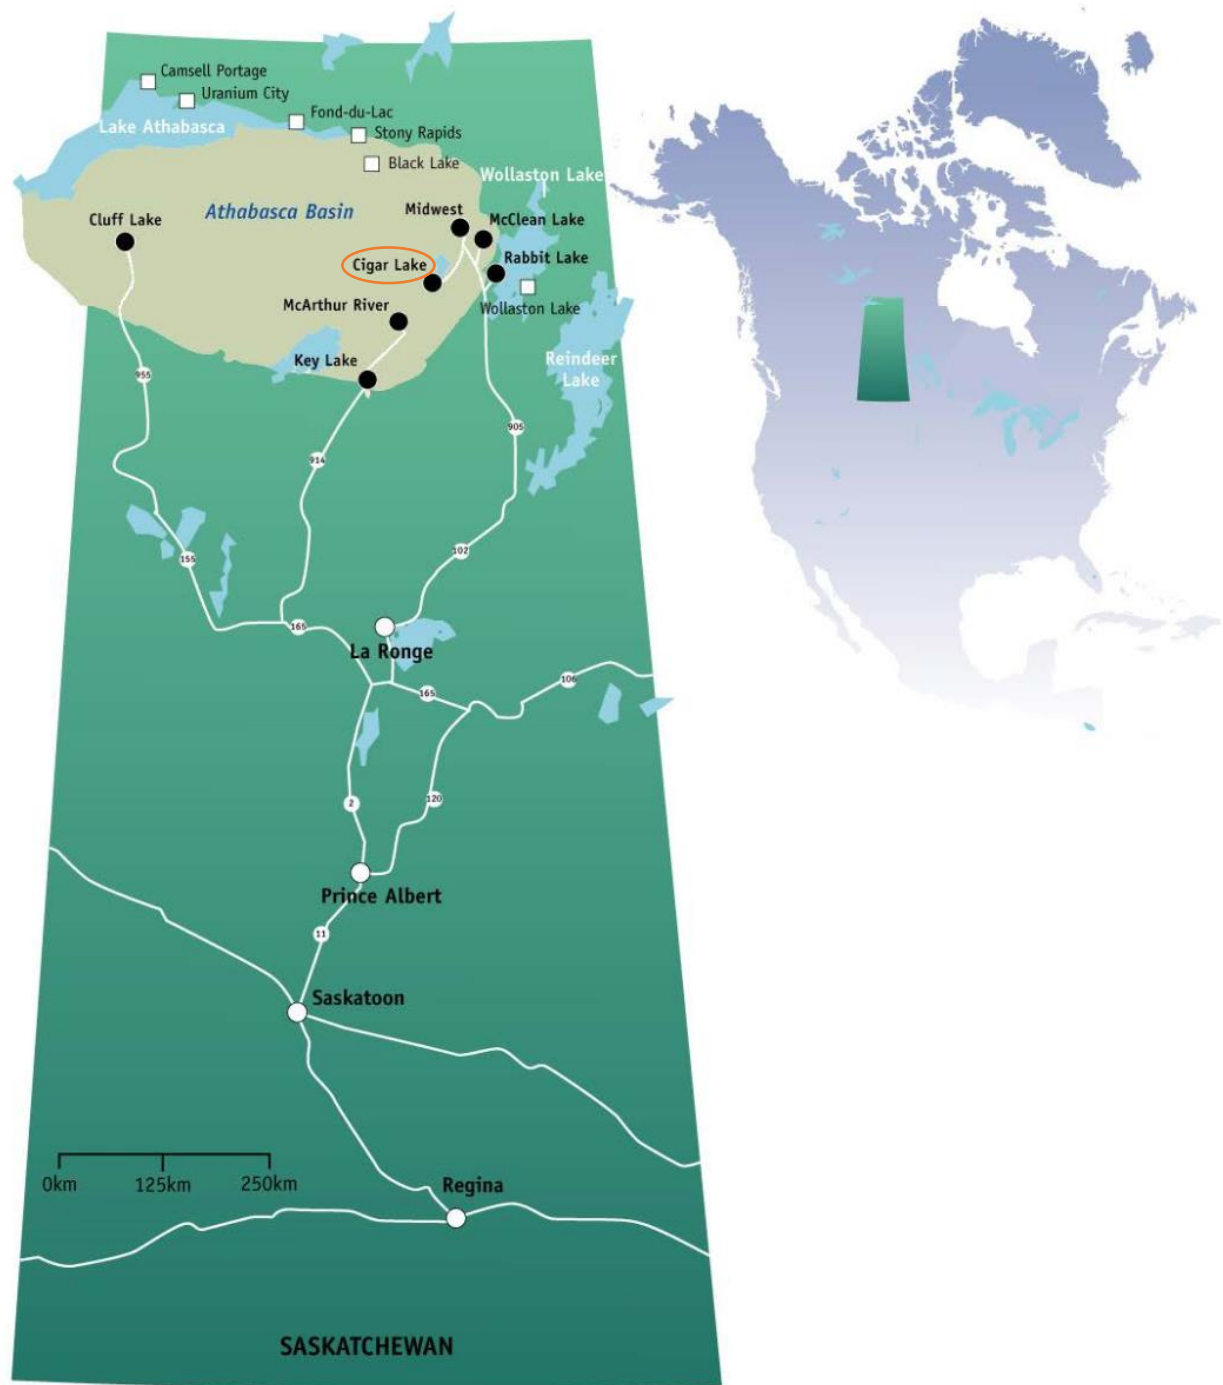 Camsell Portage
Uranium City
Fond-du-Lac
Lake Athabasca
Stony Rapids
Black Lake
Wollaston Lake
Athabasca Basin
Midwest
Cluff Lake
McClean Lake
Cigar Lake
Rabbit Lake
McArthur River
Wollaston Lake
Key Lake
Reindeer
Lake
955
905
914
102
155
165
La Ronge
165
106
2
120
Prince Albert
11
Saskatoon
0km
125km
250km
Regina
SASKATCHEWAN